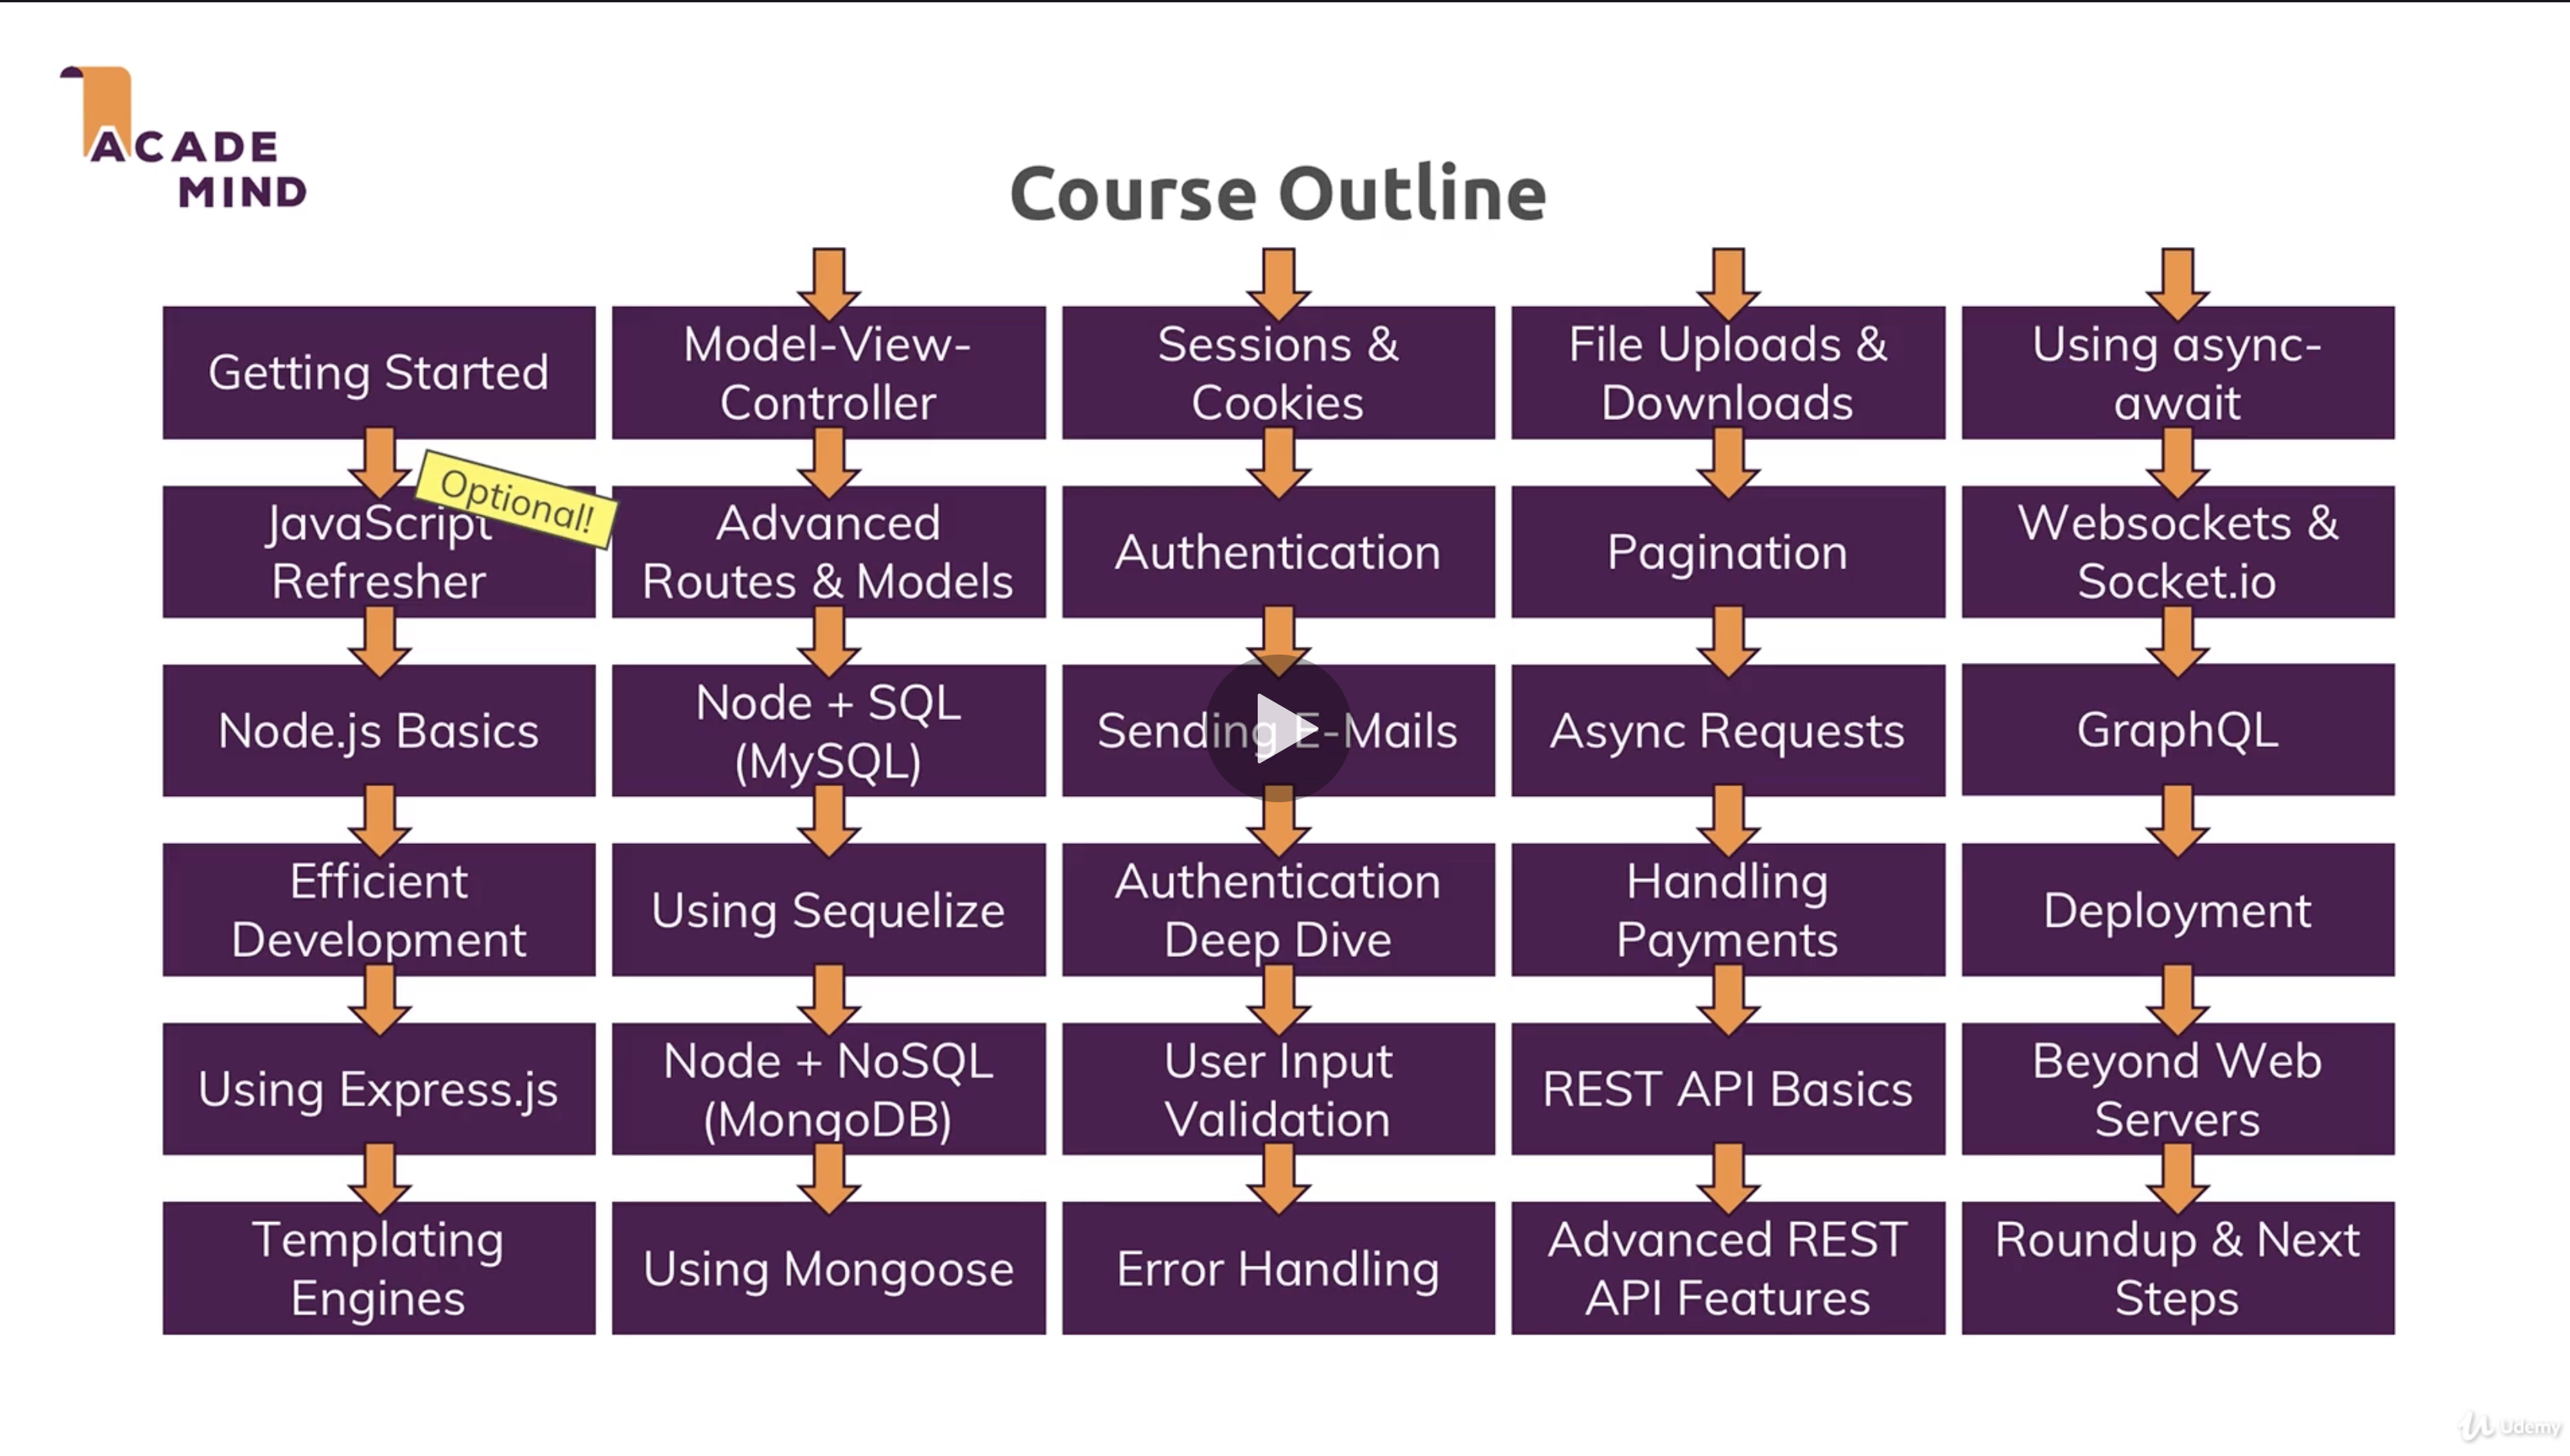 ACADE
MIND
Course Outline
Getting Started
Optional!
JavaScript
Refresher
Node.js Basics
Efficient
Development
Using Express.js
Templating
Engines
Model-View-
Controller
Advanced
Routes & Models
Node + SQL
(MySQL)
Using Sequelize
Node + NoSQL
(MongoDB)
Using Mongoose
Sessions &
Cookies
Authentication
Sending E-Mails
Authentication
Deep Dive
User Input
Validation
Error Handling
File Uploads &
Downloads
Pagination
Async Requests
Handling
Payments
REST API Basics
Advanced REST
API Features
Using async-
await
Websockets &
Socket.io
GraphQL
Deployment
Beyond Web
Servers
Roundup & Next
Steps
Udemy